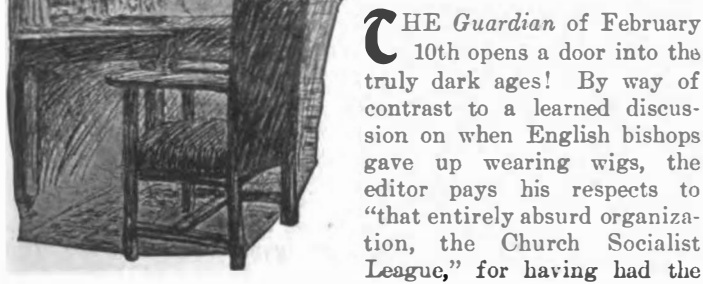 THE Guardian of February
10th opens a door into the
truly dark ages! By way of
contrast to a learned discus-
sion on when English bishops
gave up wearing wigs, the
editor pays his respects to
“that entirely absurd organiza-
tion, the Church Socialist
League,” for having had the